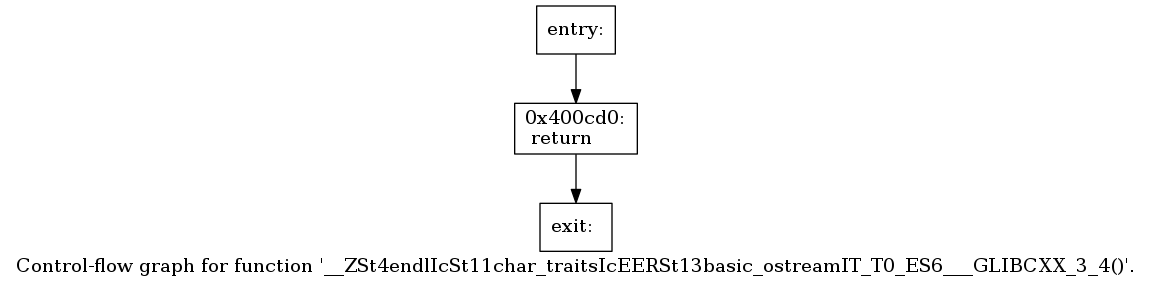 entry:
0x400cd0:
return
exit:
Control-flow graph for function '__ZSt4endlIcSt11char_traitsIcEERSt13basic_ostreamIT_T0_ES6___GLIBCXX_3_4()'.